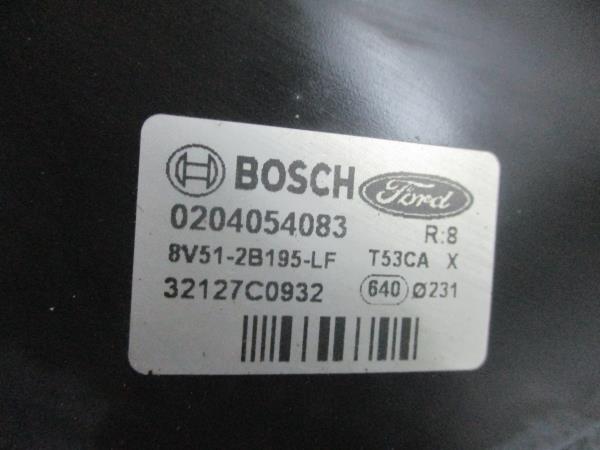 BOSCH Ford
0204054083 R:8
8V51-2B195-LF T53CA X
32127C0932 640 Ø231